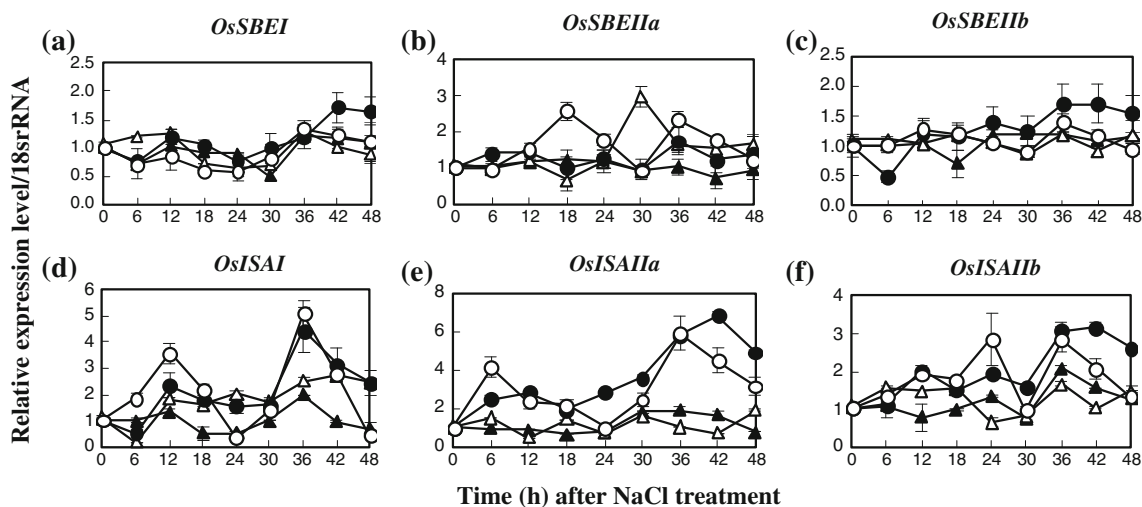 OsSBEI
OsSBEIIa
OsSBEIIb
(a)
(b)
(c)
2.5
2.0
1.5
1.0
0.5
0.0
0 6 12 18 24 30 36 42 48
4
3
2
1
0
0 6 12 18 24 30 36 42 48
2.5
2.0
1.5
1.0
0.5
0.0
0 6 12 18 24 30 36 42 48
Relative expression level/18srRNA
OsISAI
OsISAIIa
OsISAIIb
(d)
(e)
(f)
6
5
4
3
2
1
0
0 6 12 18 24 30 36 42 48
8
6
4
2
0
0 6 12 18 24 30 36 42 48
4
3
2
1
0
0 6 12 18 24 30 36 42 48
Time (h) after NaCl treatment